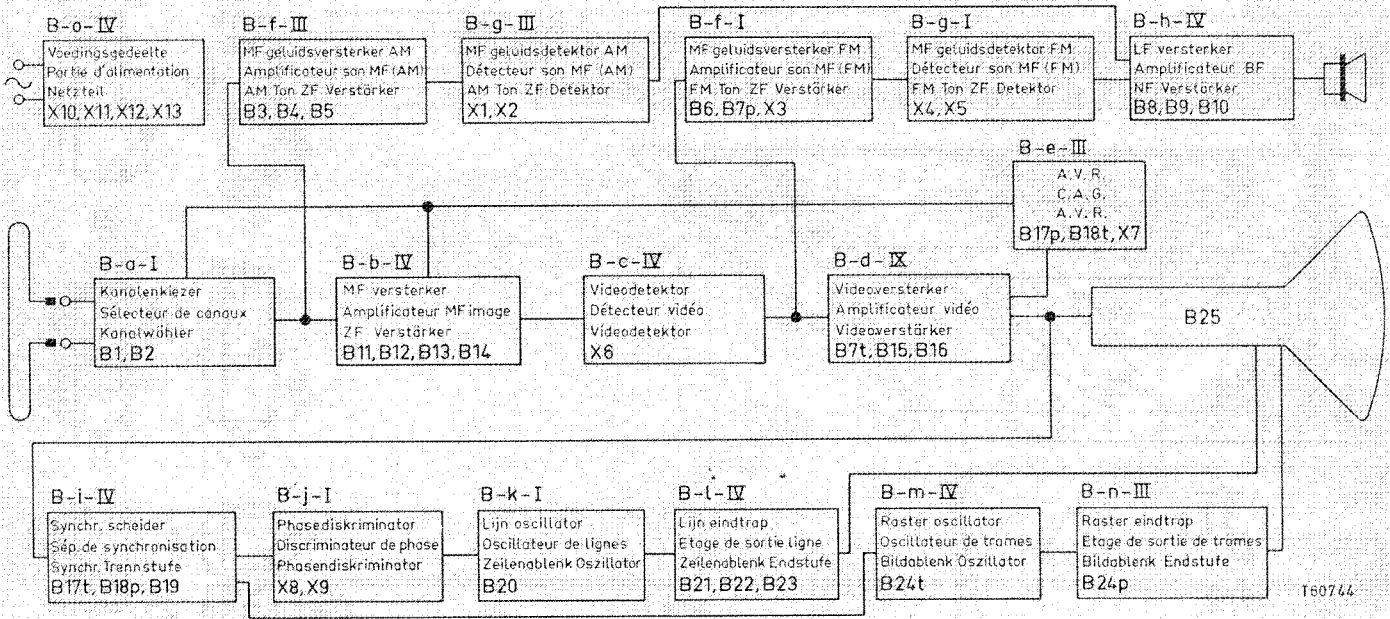 B-o-IV
Voedingsgedeelte
Partie d'alimentation
Netzteil
X10, X11, X12, X13
B-f-III
MF geluidsversterker AM
Amplificateur son MF (AM)
AM Ton ZF Verstärker
B3, B4, B5
B-g-III
MF geluidsdetektor AM
Détecteur son MF (AM)
AM Ton ZF Detektor
X1, X2
B-f-I
MF geluidsversterker FM
Amplificateur son MF (FM)
FM Ton ZF Verstärker
B6, B7p, X3
B-g-I
MF geluidsdetektor FM
Détecteur son MF (FM)
FM Ton ZF Detektor
X4, X5
B-h-IV
LF versterker
Amplificateur BF
NF Verstärker
B8, B9, B10
B-e-III
A.V.R.
C.A.G.
A.V.R.
B17p, B18t, X7
B-a-I
Kanalenkiezer
Sélecteur de canaux
Kanalwähler
B1, B2
B-b-IV
MF versterker
Amplificateur MF image
ZF Verstärker
B11, B12, B13, B14
B-c-IV
Videodetektor
Détecteur vidéo
Videodetektor
X6
B-d-IX
Videoversterker
Amplificateur vidéo
Videoverstärker
B7t, B15, B16
B25
B-i-IV
Synchr. scheider
Sép. de synchronisation
Synchr. Trennstufe
B17t, B18p, B19
B-j-I
Phasediskriminator
Discriminateur de phase
Phasendiskriminator
X8, X9
B-k-I
Lijn oscillator
Oscillateur de lignes
Zeilenablenk Oszillator
B20
B-l-IV
Lijn eindtrap
Etage de sortie ligne
Zeilenablenk Endstufe
B21, B22, B23
B-m-IV
Raster oscillator
Oscillateur de trames
Bildablenk Oszillator
B24t
B-n-III
Raster eindtrap
Etage de sortie de trames
Bildablenk Endstufe
B24p
T60744